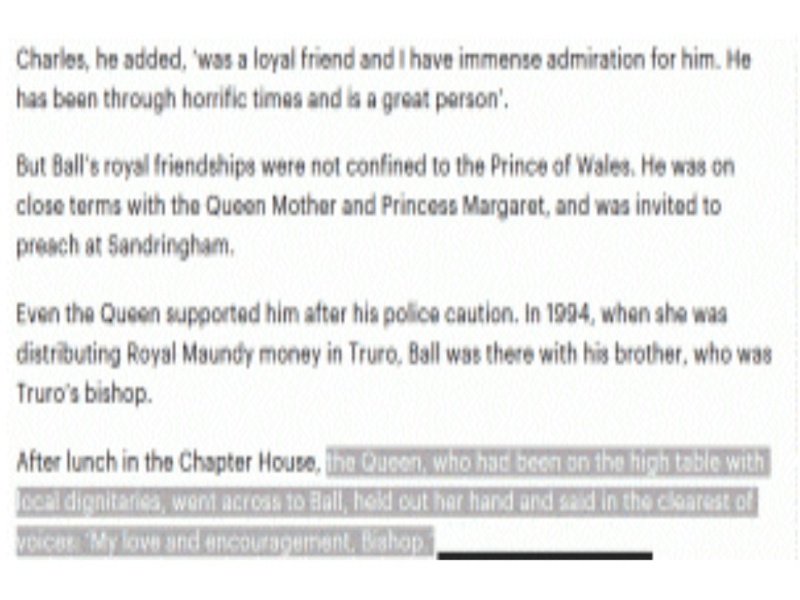 Charles, he added, 'was a loyal friend and I have immense admiration for him. He
has been through horrific times and is a great person'.
But Ball's royal friendships were not confined to the Prince of Wales. He was on
close terms with the Queen Mother and Princess Margaret, and was invited to
preach at Sandringham.
Even the Queen supported him after his police caution. In 1994, when she was
distributing Royal Maundy money in Truro, Ball was there with his brother, who was
Truro's bishop.
After lunch in the Chapter House, the Queen, who had been on the high table with
local dignitaries, went across to Ball, held out her hand and said in the clearest of
voices: 'My love and encouragement, Bishop.'